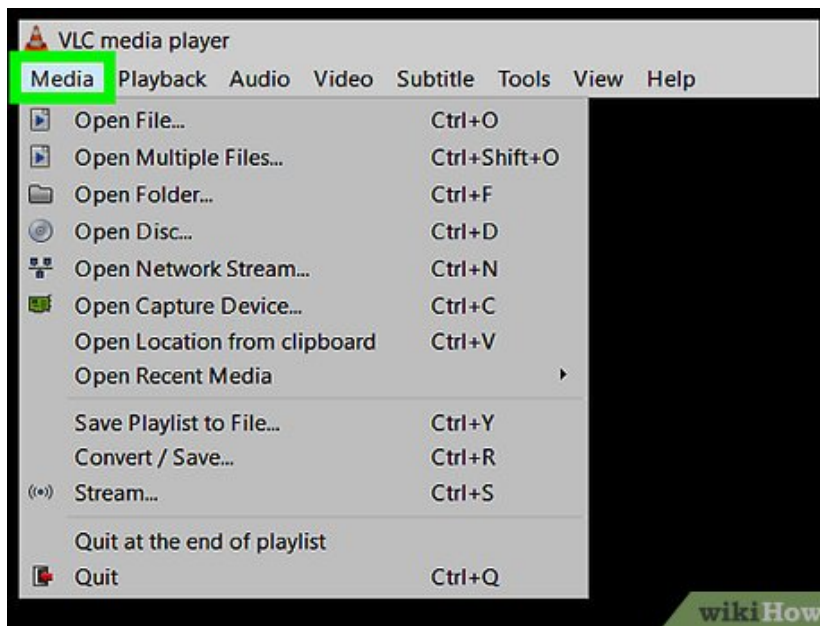 VLC media player
Media Playback Audio Video Subtitle Tools View Help
Open File... Ctrl+O
Open Multiple Files... Ctrl+Shift+O
Open Folder... Ctrl+F
Open Disc... Ctrl+D
Open Network Stream... Ctrl+N
Open Capture Device... Ctrl+C
Open Location from clipboard Ctrl+V
Open Recent Media
Save Playlist to File... Ctrl+Y
Convert / Save... Ctrl+R
Stream... Ctrl+S
Quit at the end of playlist
Quit Ctrl+Q
wikiHow